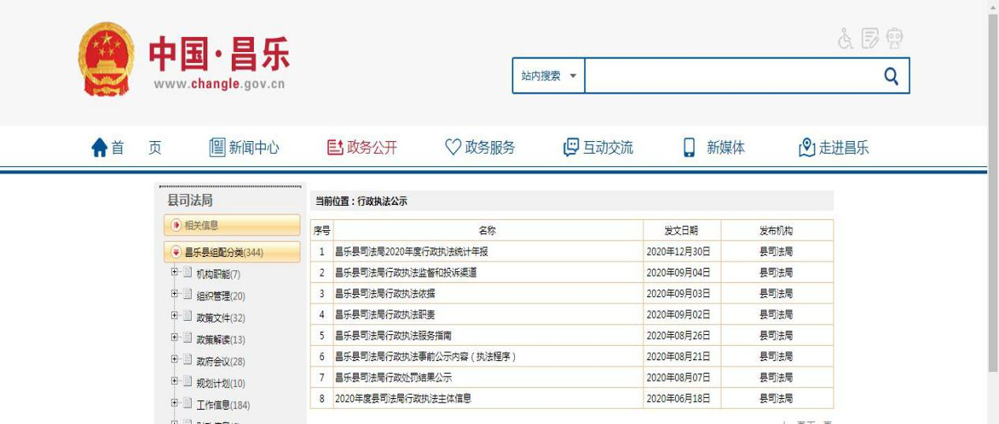 中国·昌乐
www.changle.gov.cn
站内搜索
首 页 新闻中心 政务公开 政务服务 互动交流 新媒体 走进昌乐
县司法局
相关信息
昌乐县组配分类(344)
机构职能(7)
组织管理(20)
政策文件(32)
政策解读(13)
政府会议(28)
规划计划(10)
工作信息(184)
当前位置：行政执法公示
序号 名称 发文日期 发布机构
1 昌乐县司法局2020年度行政执法统计年报 2020年12月30日 县司法局
2 昌乐县司法局行政执法监督和投诉渠道 2020年09月04日 县司法局
3 昌乐县司法局行政执法依据 2020年09月03日 县司法局
4 昌乐县司法局行政执法职责 2020年09月02日 县司法局
5 昌乐县司法局行政执法服务指南 2020年08月26日 县司法局
6 昌乐县司法局行政执法事前公示内容（执法程序） 2020年08月21日 县司法局
7 昌乐县司法局行政处罚结果公示 2020年08月07日 县司法局
8 2020年度县司法局行政执法主体信息 2020年06月18日 县司法局